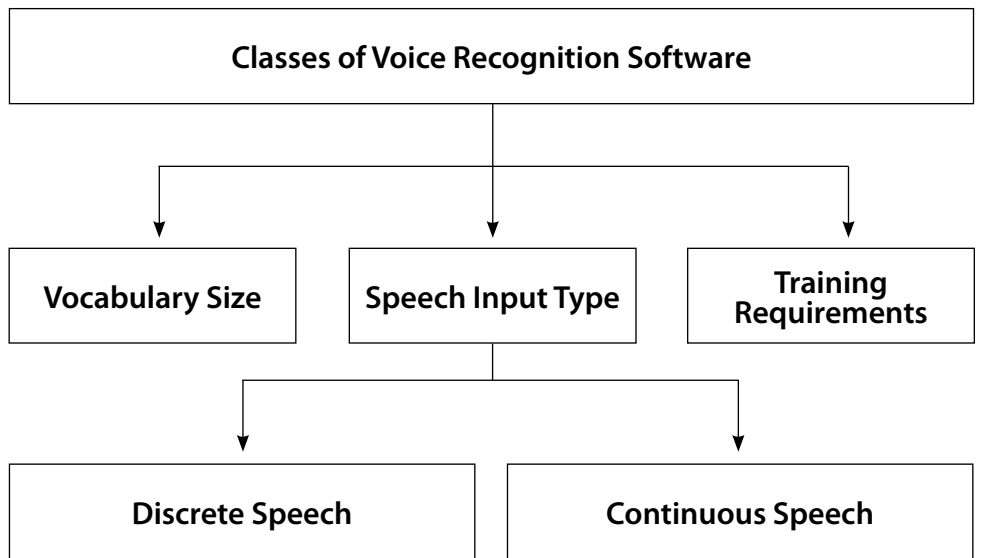 Classes of Voice Recognition Software
Vocabulary Size
Speech Input Type
Training
Requirements
Discrete Speech
Continuous Speech